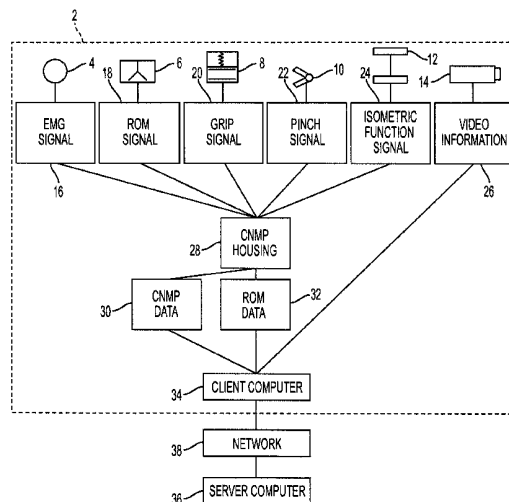 2
4
6
8
10
12
14
18
20
22
24
EMG
SIGNAL
ROM
SIGNAL
GRIP
SIGNAL
PINCH
SIGNAL
ISOMETRIC
FUNCTION
SIGNAL
VIDEO
INFORMATION
16
26
CNMP
HOUSING
28
CNMP
DATA
30
ROM
DATA
32
CLIENT COMPUTER
34
NETWORK
38
SERVER COMPUTER
36